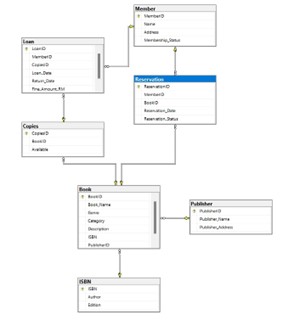 Member
MemberID
Name
Address
Membership_Status
Loan
LoanID
MemberID
CopiesID
Loan_Date
Return_Date
Fine_Amount_RM
Reservation
ReservationID
MemberID
BookID
Reservation_Date
Reservation_Status
Copies
CopiesID
BookID
Available
Book
BookID
Book_Name
Genre
Category
Description
ISBN
PublisherID
Publisher
PublisherID
Publisher_Name
Publisher_Address
ISBN
ISBN
Author
Edition